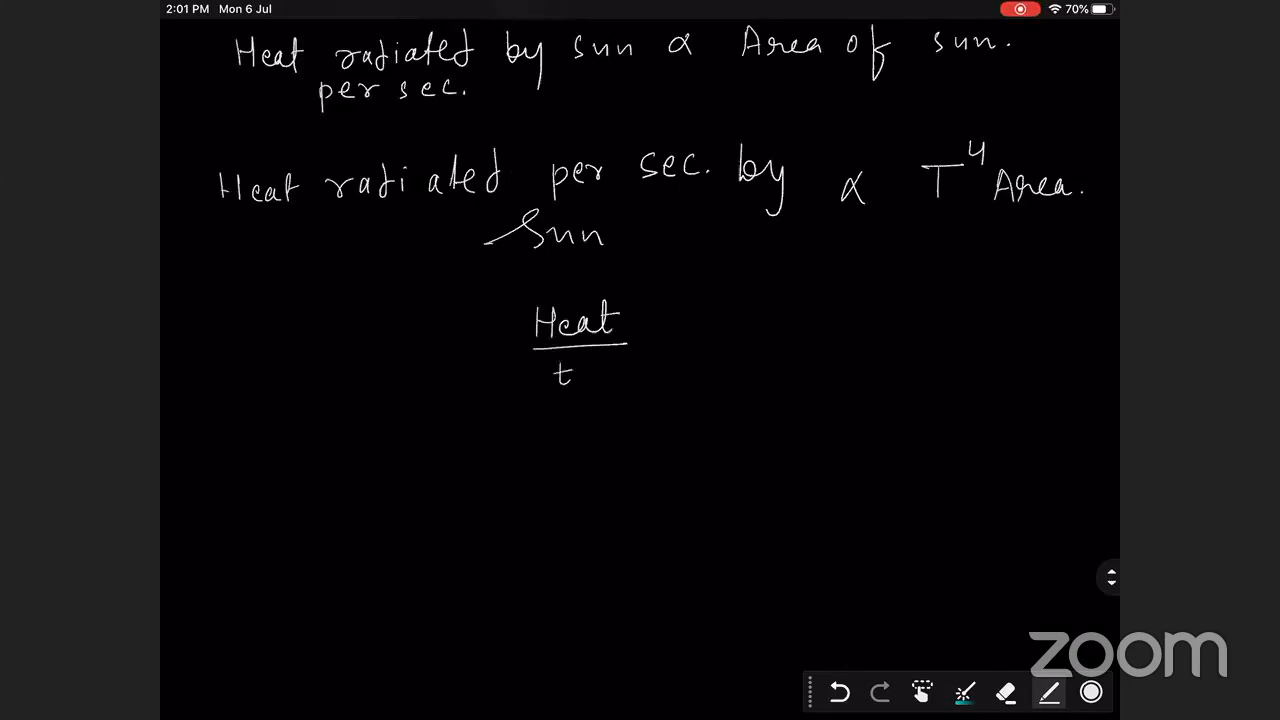 2:01 PM Mon 6 Jul 70%
Heat radiated by sun α Area of sun.
per sec.
Heat radiated per sec. by α T⁴ Area.
Sun
Heat
t
zoom